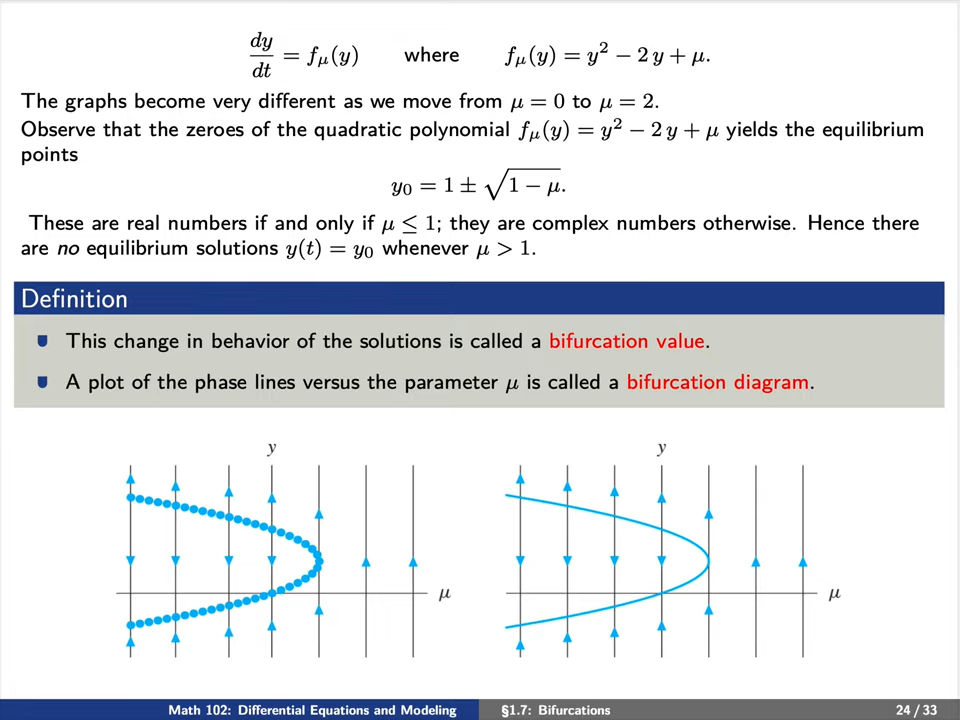 dy/dt = f_μ(y) where f_μ(y) = y² − 2 y + μ.
The graphs become very different as we move from μ = 0 to μ = 2.
Observe that the zeroes of the quadratic polynomial f_μ(y) = y² − 2 y + μ yields the equilibrium
points
y₀ = 1 ± √(1 − μ).
These are real numbers if and only if μ ≤ 1; they are complex numbers otherwise. Hence there
are no equilibrium solutions y(t) = y₀ whenever μ > 1.
Definition
This change in behavior of the solutions is called a bifurcation value.
A plot of the phase lines versus the parameter μ is called a bifurcation diagram.
y
μ
y
μ
Math 102: Differential Equations and Modeling
§1.7: Bifurcations
24 / 33